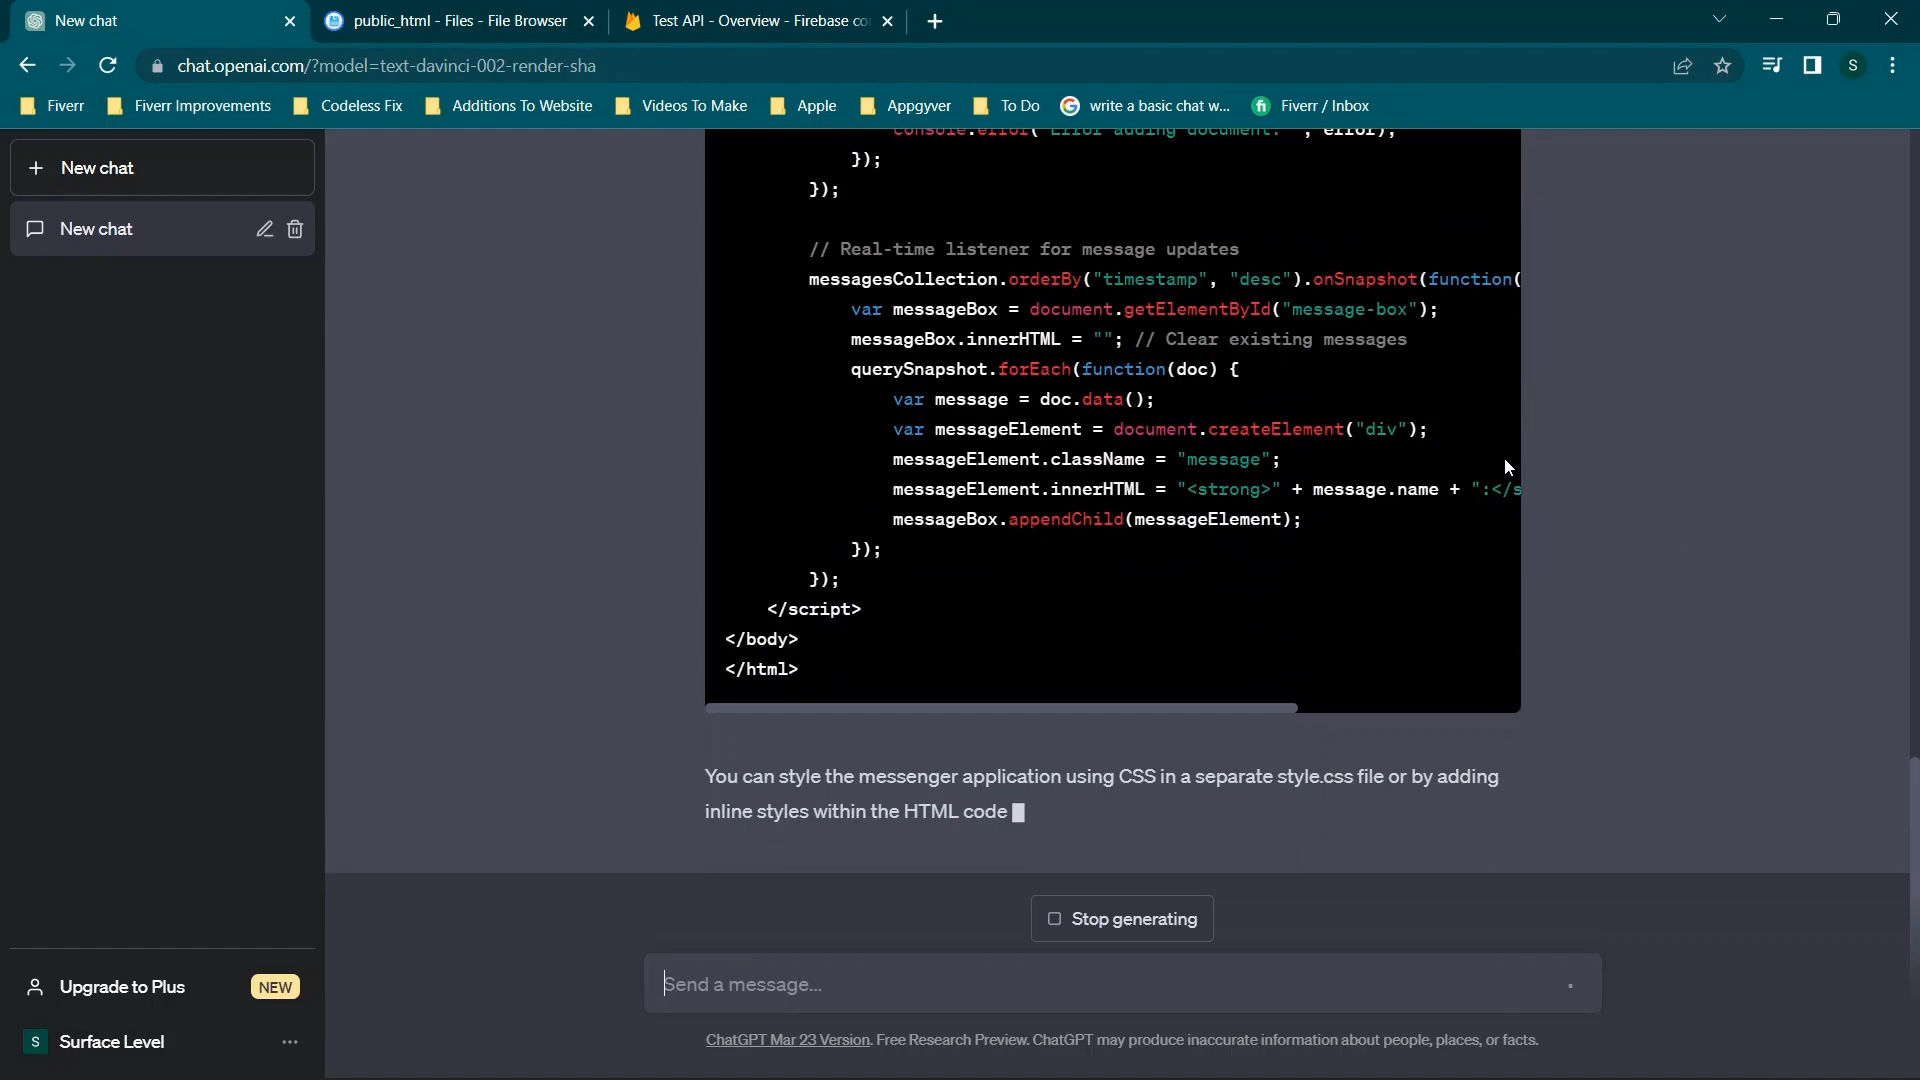 New chat
public_html - Files - File Browser
Test API - Overview - Firebase co
chat.openai.com/?model=text-davinci-002-render-sha
S
Fiverr
Fiverr Improvements
Codeless Fix
Additions To Website
Videos To Make
Apple
Appgyver
To Do
write a basic chat w...
Fiverr / Inbox
+ New chat
New chat
console.error("Error adding document: ", error);
});
});
// Real-time listener for message updates
messagesCollection.orderBy("timestamp", "desc").onSnapshot(function(
var messageBox = document.getElementById("message-box");
messageBox.innerHTML = ""; // Clear existing messages
querySnapshot.forEach(function(doc) {
var message = doc.data();
var messageElement = document.createElement("div");
messageElement.className = "message";
messageElement.innerHTML = "<strong>" + message.name + ":</s
messageBox.appendChild(messageElement);
});
});
</script>
</body>
</html>
You can style the messenger application using CSS in a separate style.css file or by adding
inline styles within the HTML code
Stop generating
Send a message...
Upgrade to Plus
NEW
S
Surface Level
ChatGPT Mar 23 Version. Free Research Preview. ChatGPT may produce inaccurate information about people, places, or facts.